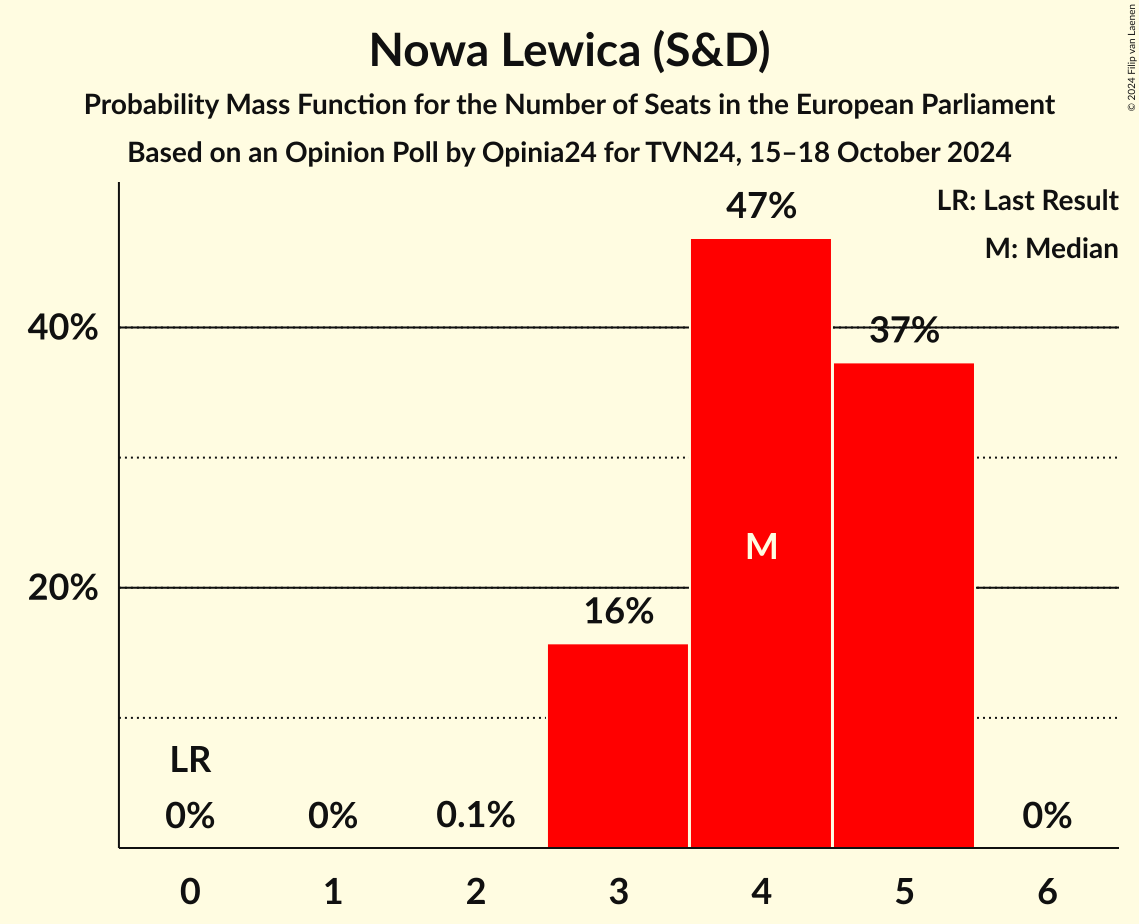 Nowa Lewica (S&D)
Probability Mass Function for the Number of Seats in the European Parliament
Based on an Opinion Poll by Opinia24 for TVN24, 15–18 October 2024
© 2024 Filip van Laenen
LR: Last Result
M: Median
47%
40%
37%
M
20%
16%
LR
0%
0%
0.1%
0%
0
1
2
3
4
5
6